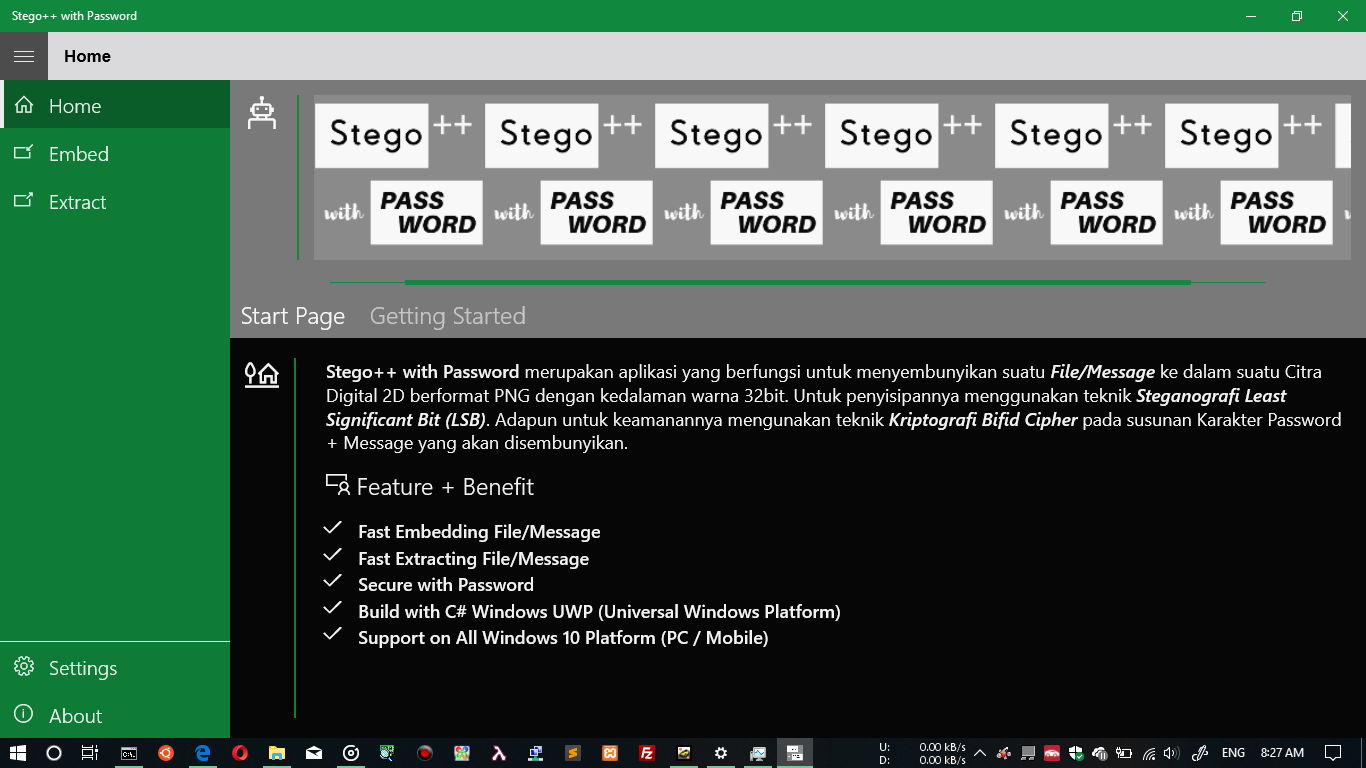 Stego++ with Password
Home
Home
Embed
Extract
Settings
About
Stego++ Stego++ Stego++ Stego++ Stego++ Stego++
with PASS WORD with PASS WORD with PASS WORD with PASS WORD with PASS WORD with PASS WORD
Start Page Getting Started
Stego++ with Password merupakan aplikasi yang berfungsi untuk menyembunyikan suatu File/Message ke dalam suatu Citra
Digital 2D berformat PNG dengan kedalaman warna 32bit. Untuk penyisipannya menggunakan teknik Steganografi Least
Significant Bit (LSB). Adapun untuk keamanannya mengunakan teknik Kriptografi Bifid Cipher pada susunan Karakter Password
+ Message yang akan disembunyikan.
Feature + Benefit
Fast Embedding File/Message
Fast Extracting File/Message
Secure with Password
Build with C# Windows UWP (Universal Windows Platform)
Support on All Windows 10 Platform (PC / Mobile)
U: 0.00 kB/s
D: 0.00 kB/s
ENG 8:27 AM